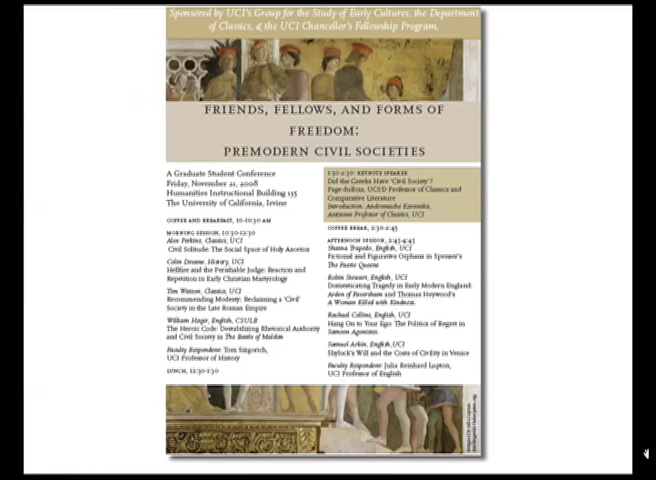 Sponsored by UCI's Group for the Study of Early Cultures, the Department
of Classics, & the UCI Chancellor's Fellowship Program.
FRIENDS, FELLOWS, AND FORMS OF
FREEDOM:
PREMODERN CIVIL SOCIETIES
A Graduate Student Conference
Friday, November 21, 2008
Humanities Instructional Building 135
The University of California, Irvine
COFFEE AND BREAKFAST, 10-10:30 AM
MORNING SESSION, 10:30-12:30
Alex Perkins, Classics, UCI
Civil Solitude: The Social Space of Holy Ascetics
Colin Devane, History, UCI
Hellfire and the Perishable Judge: Reaction and
Repetition in Early Christian Martyrology
Tim Watson, Classics, UCI
Recommending Modesty: Reclaiming a 'Civil'
Society in the Late Roman Empire
William Hager, English, CSULB
The Heroic Code: Destabilizing Rhetorical Authority
and Civil Society in The Battle of Maldon
Faculty Respondent: Tom Sizgorich,
UCI Professor of History
LUNCH, 12:30-1:30
1:30-2:30: KEYNOTE SPEAKER
Did the Greeks Have 'Civil Society'?
Page duBois, UCSD Professor of Classics and
Comparative Literature
Introduction: Andromache Karanika,
Assistant Professor of Classics, UCI
COFFEE BREAK, 2:30-2:45
AFTERNOON SESSION, 2:45-4:45
English, UCI
Fictional and Figurative Orphans in Spenser's
The Faerie Queene
Robin Stewart, English, UCI
Domesticating Tragedy in Early Modern England:
Arden of Faversham and Thomas Heywood's
A Woman Killed with Kindness
Rachael Collins, English, UCI
Hang On to Your Ego: The Politics of Regret in
Samson Agonistes
Samuel Arkin, English, UCI
Shylock's Will and the Costs of Civility in Venice
Faculty Respondent: Julia Reinhard Lupton,
UCI Professor of English